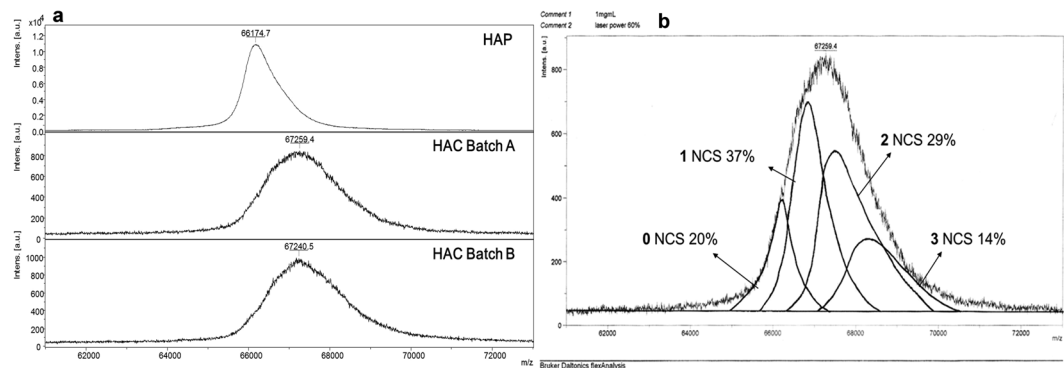 a
Intens. [a.u.]
x10⁴
66174.7
HAP
1.2
1.0
0.8
0.6
0.4
0.2
0.0
Intens. [a.u.]
67259.4
HAC Batch A
800
600
400
200
0
Intens. [a.u.]
67240.5
HAC Batch B
1000
800
600
400
200
0
62000 64000 66000 68000 70000 72000
m/z
Comment 1 1mgmL
Comment 2 laser power 60%
b
Intens. [a.u.]
67259.4
800
600
400
200
0
1 NCS 37%
2 NCS 29%
0 NCS 20%
3 NCS 14%
62000 64000 66000 68000 70000 72000
m/z
Bruker Daltonics flexAnalysis